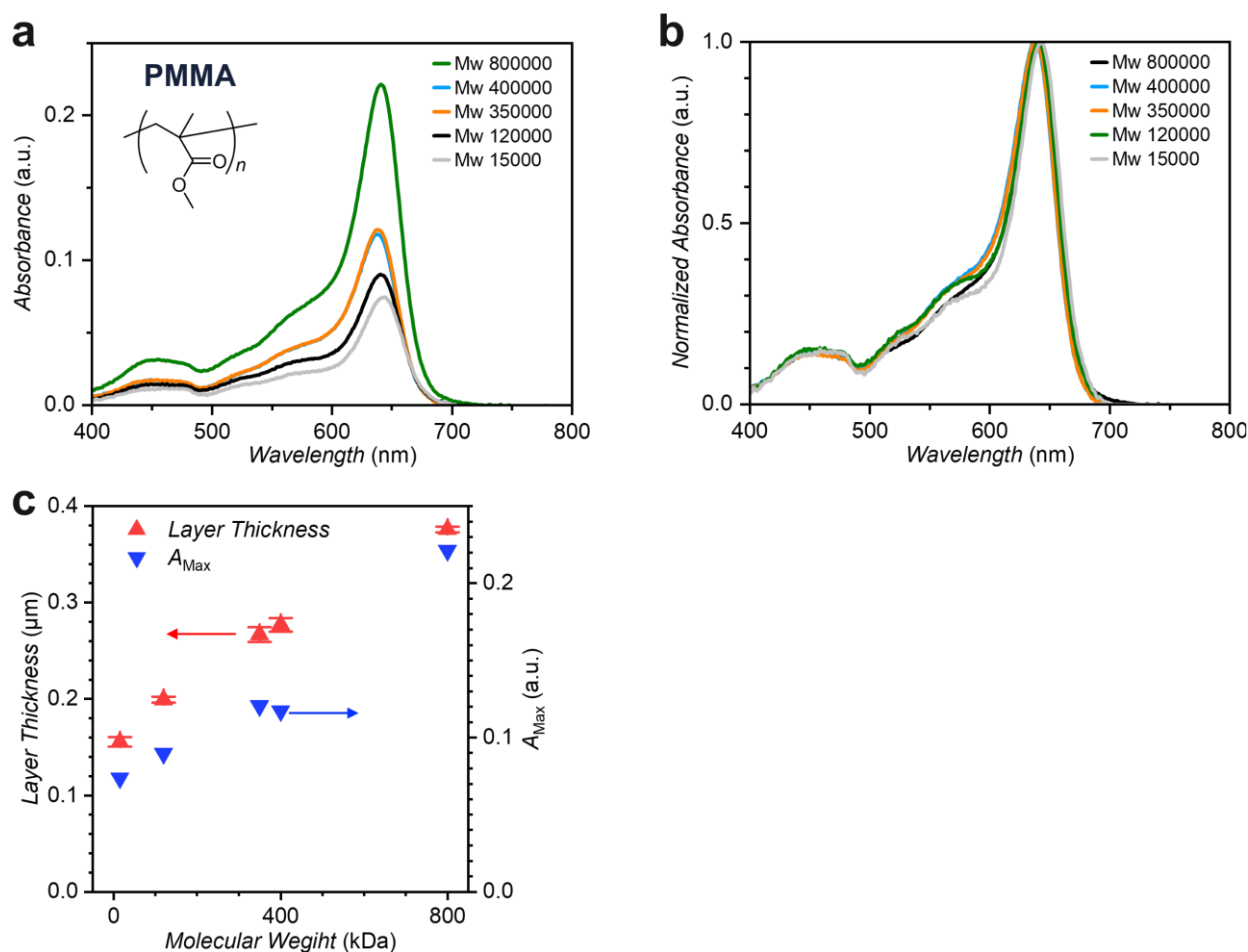 a
PMMA
( )n
O
O
Mw 800000
Mw 400000
Mw 350000
Mw 120000
Mw 15000
Absorbance (a.u.)
0.2
0.1
0.0
400 500 600 700 800
Wavelength (nm)
b
Mw 800000
Mw 400000
Mw 350000
Mw 120000
Mw 15000
Normalized Absorbance (a.u.)
1.0
0.5
0.0
400 500 600 700 800
Wavelength (nm)
c
Layer Thickness
AMax
Layer Thickness (µm)
0.4
0.3
0.2
0.1
0.0
0.2
0.1
0.0
AMax (a.u.)
0 400 800
Molecular Wegiht (kDa)